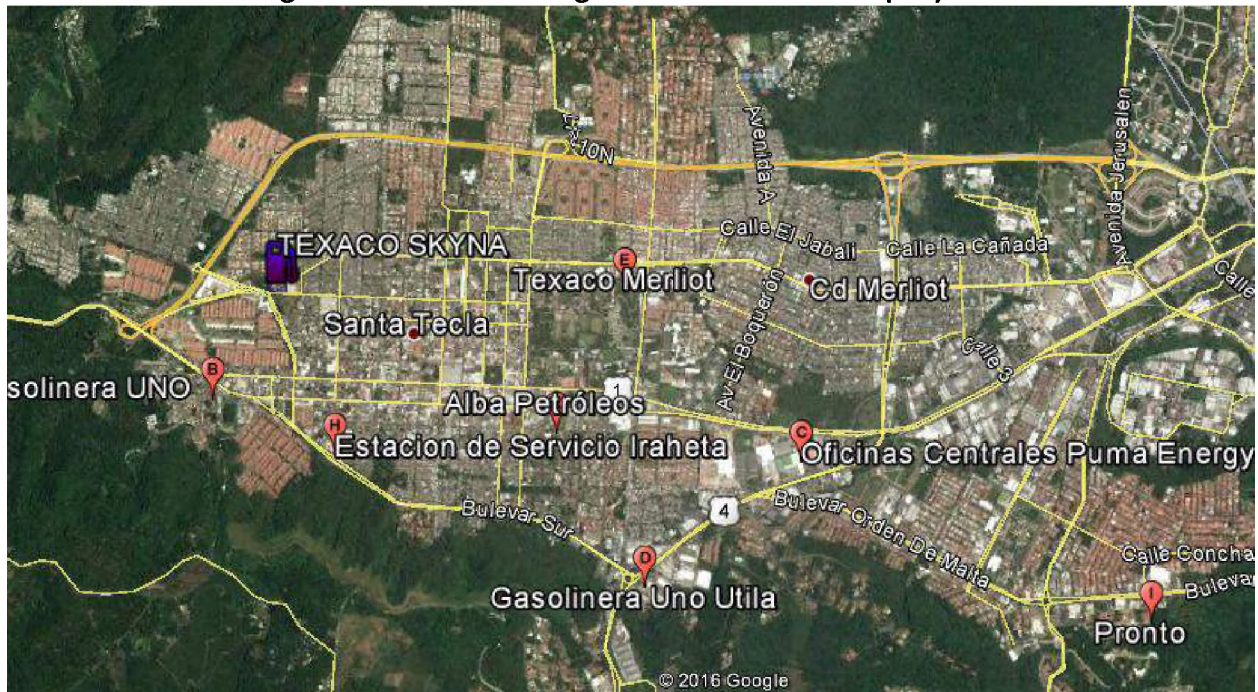 Avenida Jerusalen
Avenida A
10N
Calle El Jabali
Calle La Cañada
TEXACO SKYNA
E
Texaco Merliot
Cd Merliot
Calle
Santa Tecla
Av El Boquerón
Calle 3
B
solinera UNO
1
Alba Petróleos
H
Estacion de Servicio Iraheta
C
Oficinas Centrales Puma Energy
4
Bulevar Sur
Bulevar Orden De Malta
Calle Concha
D
Gasolinera Uno Utila
I
Bulevar
Pronto
© 2016 Google